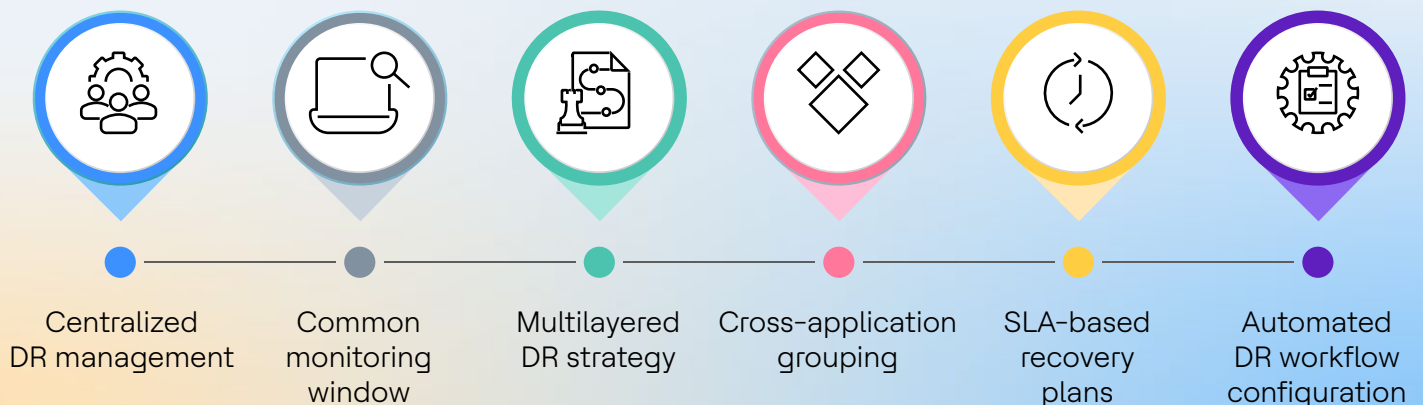 Centralized
DR management
Common
monitoring
window
Multilayered
DR strategy
Cross-application
grouping
SLA-based
recovery
plans
Automated
DR workflow
configuration